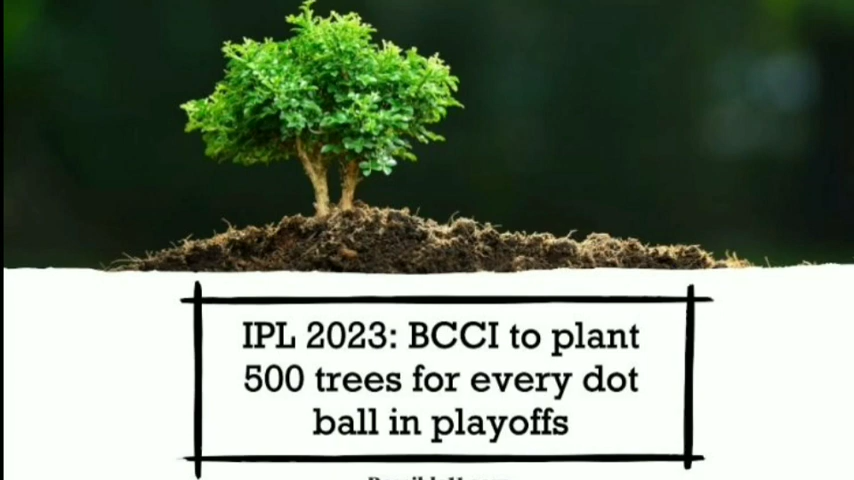 IPL 2023: BCCI to plant
500 trees for every dot
ball in playoffs